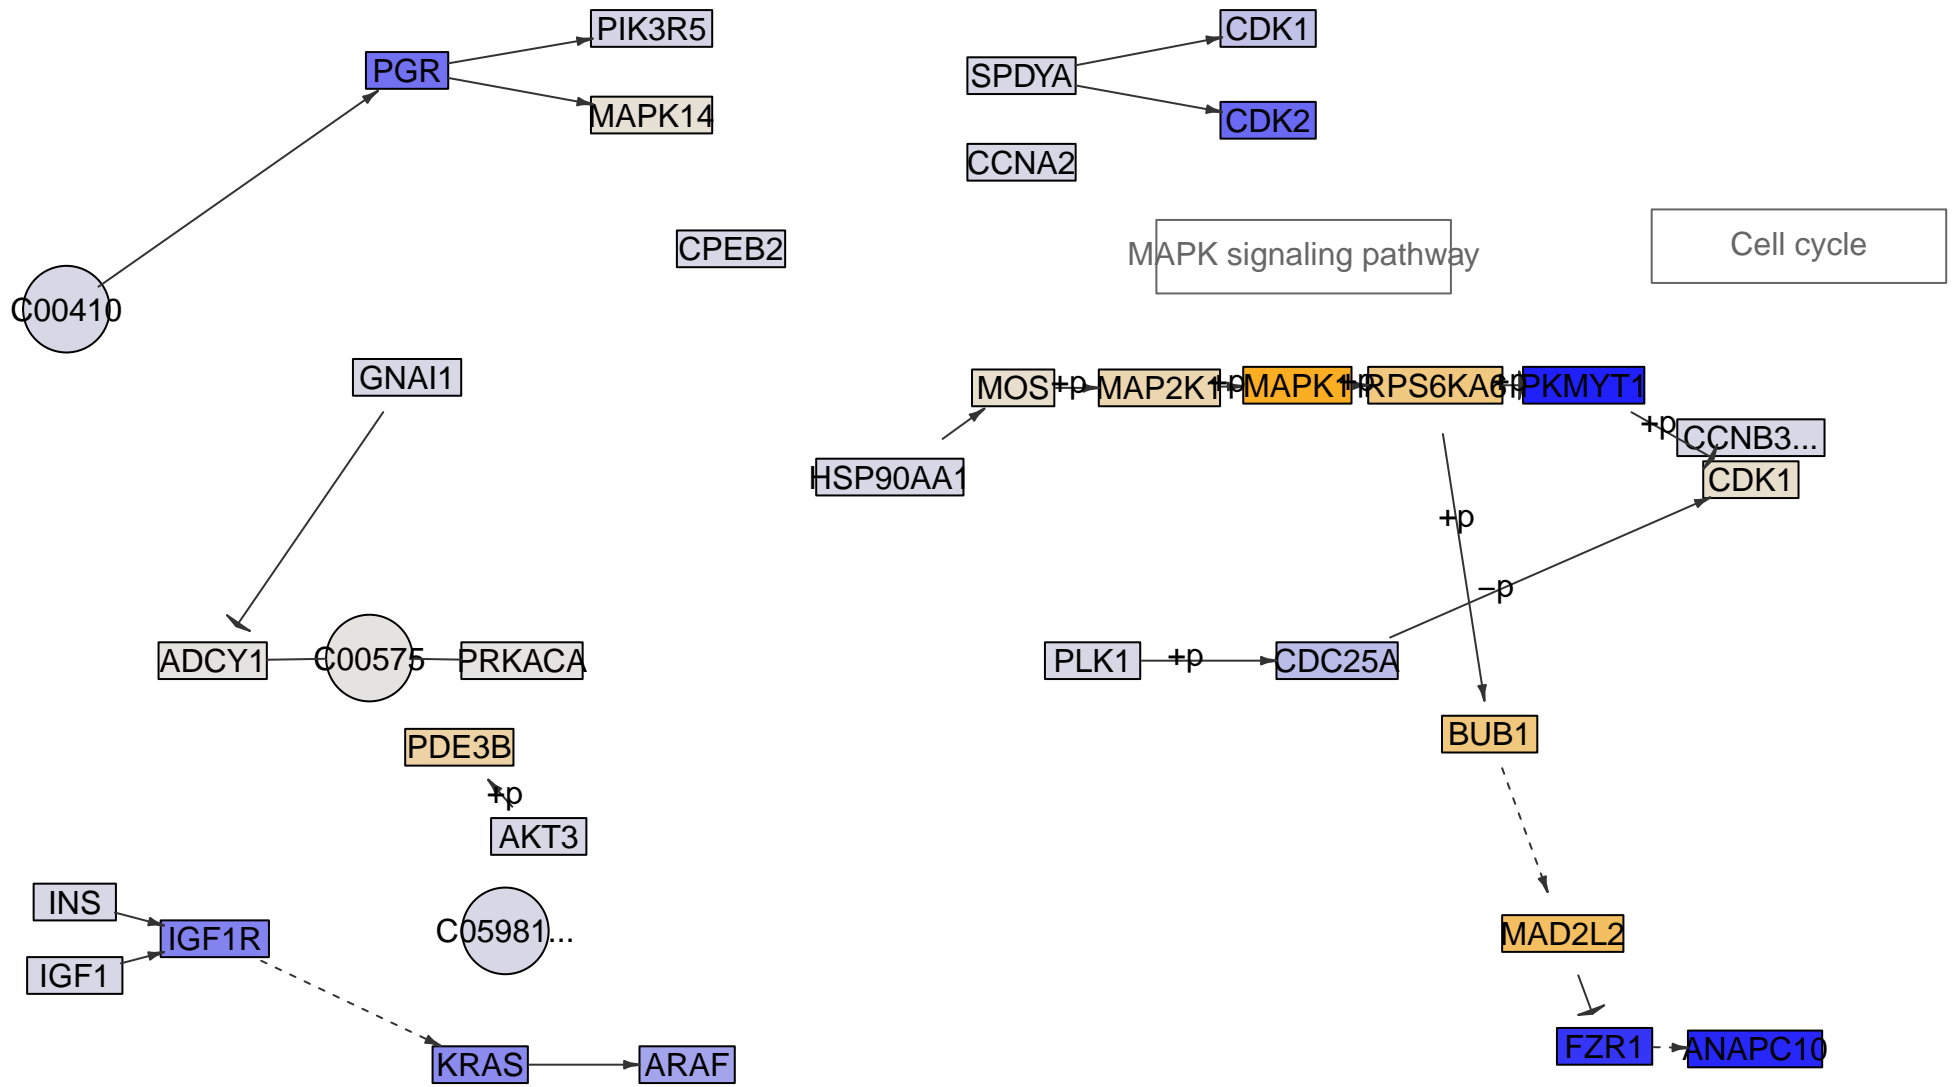 PIK3R5
CDK1
PGR
SPDYA
MAPK14
CDK2
CCNA2
CPEB2
MAPK signaling pathway
Cell cycle
C00410
GNAI1
MOS
+p
MAP2K1
+p
MAPK1
+p
RPS6KA6
+p
PKMYT1
+p
CCNB3...
HSP90AA1
CDK1
+p
−p
ADCY1
C00575
PRKACA
PLK1
+p
CDC25A
PDE3B
BUB1
+p
AKT3
INS
IGF1R
C05981...
MAD2L2
IGF1
KRAS
ARAF
FZR1
ANAPC10